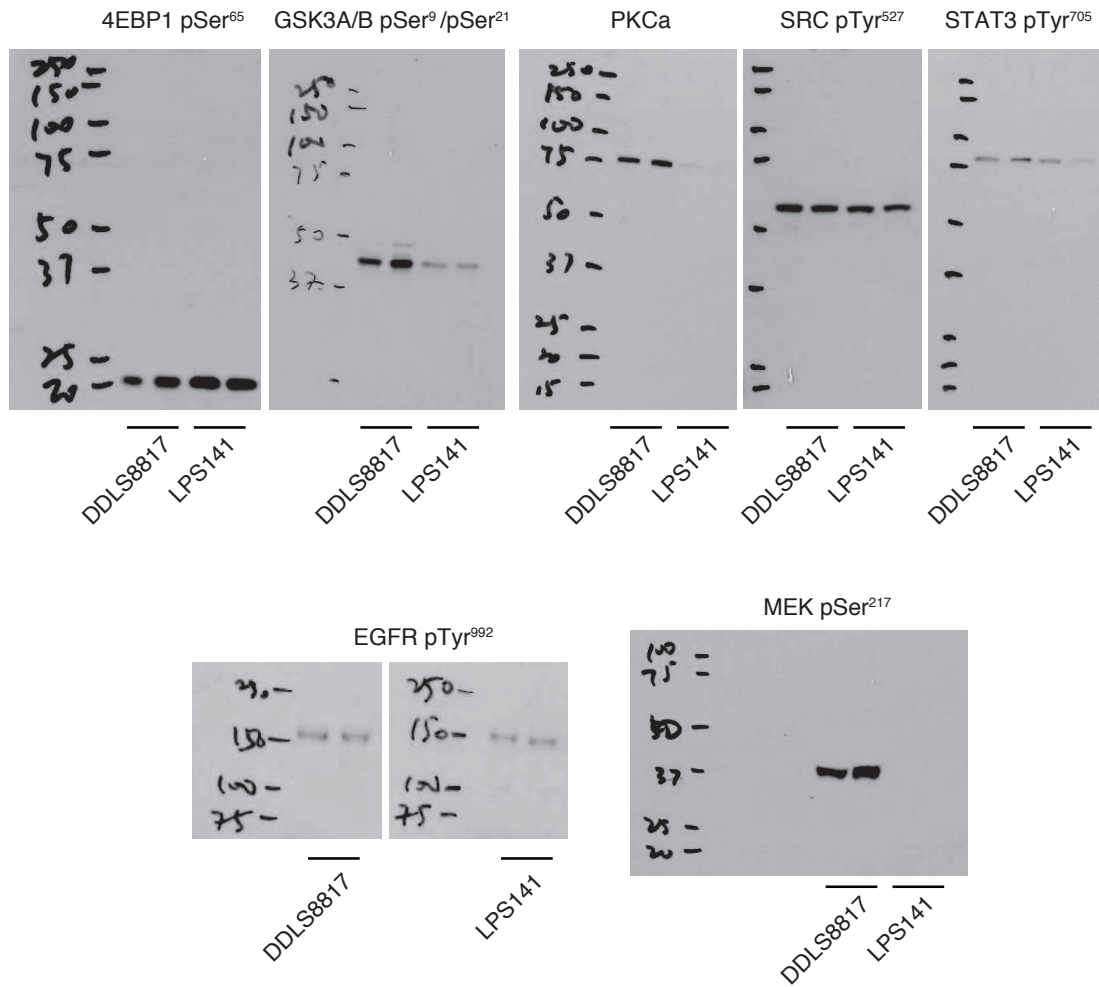 4EBP1 pSer⁶⁵
GSK3A/B pSer⁹/pSer²¹
PKCa
SRC pTyr⁵²⁷
STAT3 pTyr⁷⁰⁵
250
150
100
75
50
37
25
20
250
150
100
75
50
37
250
150
100
75
50
37
25
20
15
DDLS8817
LPS141
DDLS8817
LPS141
DDLS8817
LPS141
DDLS8817
LPS141
DDLS8817
LPS141
EGFR pTyr⁹⁹²
MEK pSer²¹⁷
150
100
75
250
150
100
75
100
75
50
37
25
20
DDLS8817
LPS141
DDLS8817
LPS141